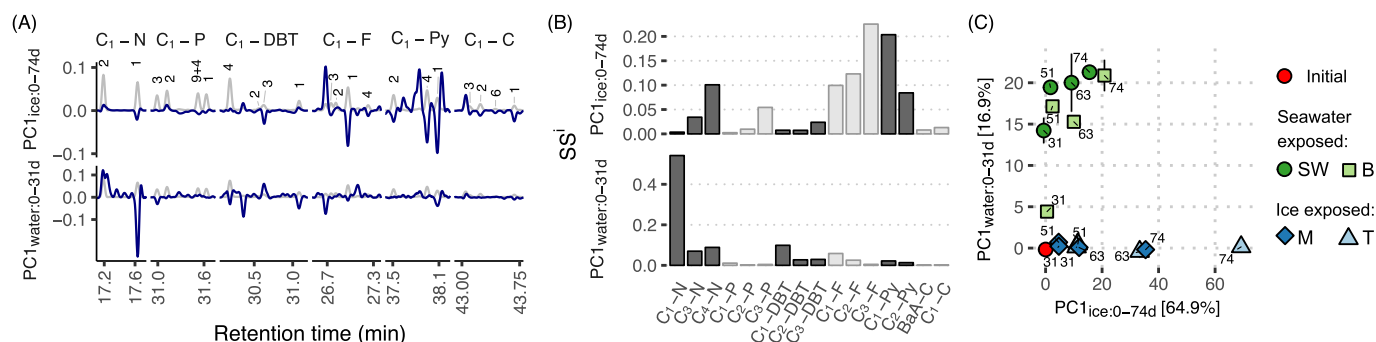 (A)
C1 – N C1 – P C1 – DBT C1 – F C1 – Py C1 – C
PC1ice:0–74d
0.1
0.0
−0.1
2 1 3 2 9+4 1 4 2 3 1 2 3 1 4 2 4 1 3 2 6 1
PC1water:0–31d
0.1
0.0
−0.1
17.2 17.6 31.0 31.6 30.5 31.0 26.7 27.3 37.5 38.1 43.00 43.75
Retention time (min)
(B)
SSi
PC1ice:0–74d
0.20
0.15
0.10
0.05
0.00
PC1water:0–31d
0.4
0.2
0.0
C1–N
C3–N
C4–N
C1–P
C2–P
C3–P
C1–DBT
C2–DBT
C3–DBT
C1–F
C2–F
C3–F
C1–Py
C2–Py
BaA–C
C1–C
(C)
PC1water:0–31d [16.9%]
20
15
10
5
0
51 74 74
63
51 63
31
31
51 51 74
31 31 63 63 74
0 20 40 60
PC1ice:0–74d [64.9%]
Initial
Seawater
exposed:
SW B
Ice exposed:
M T